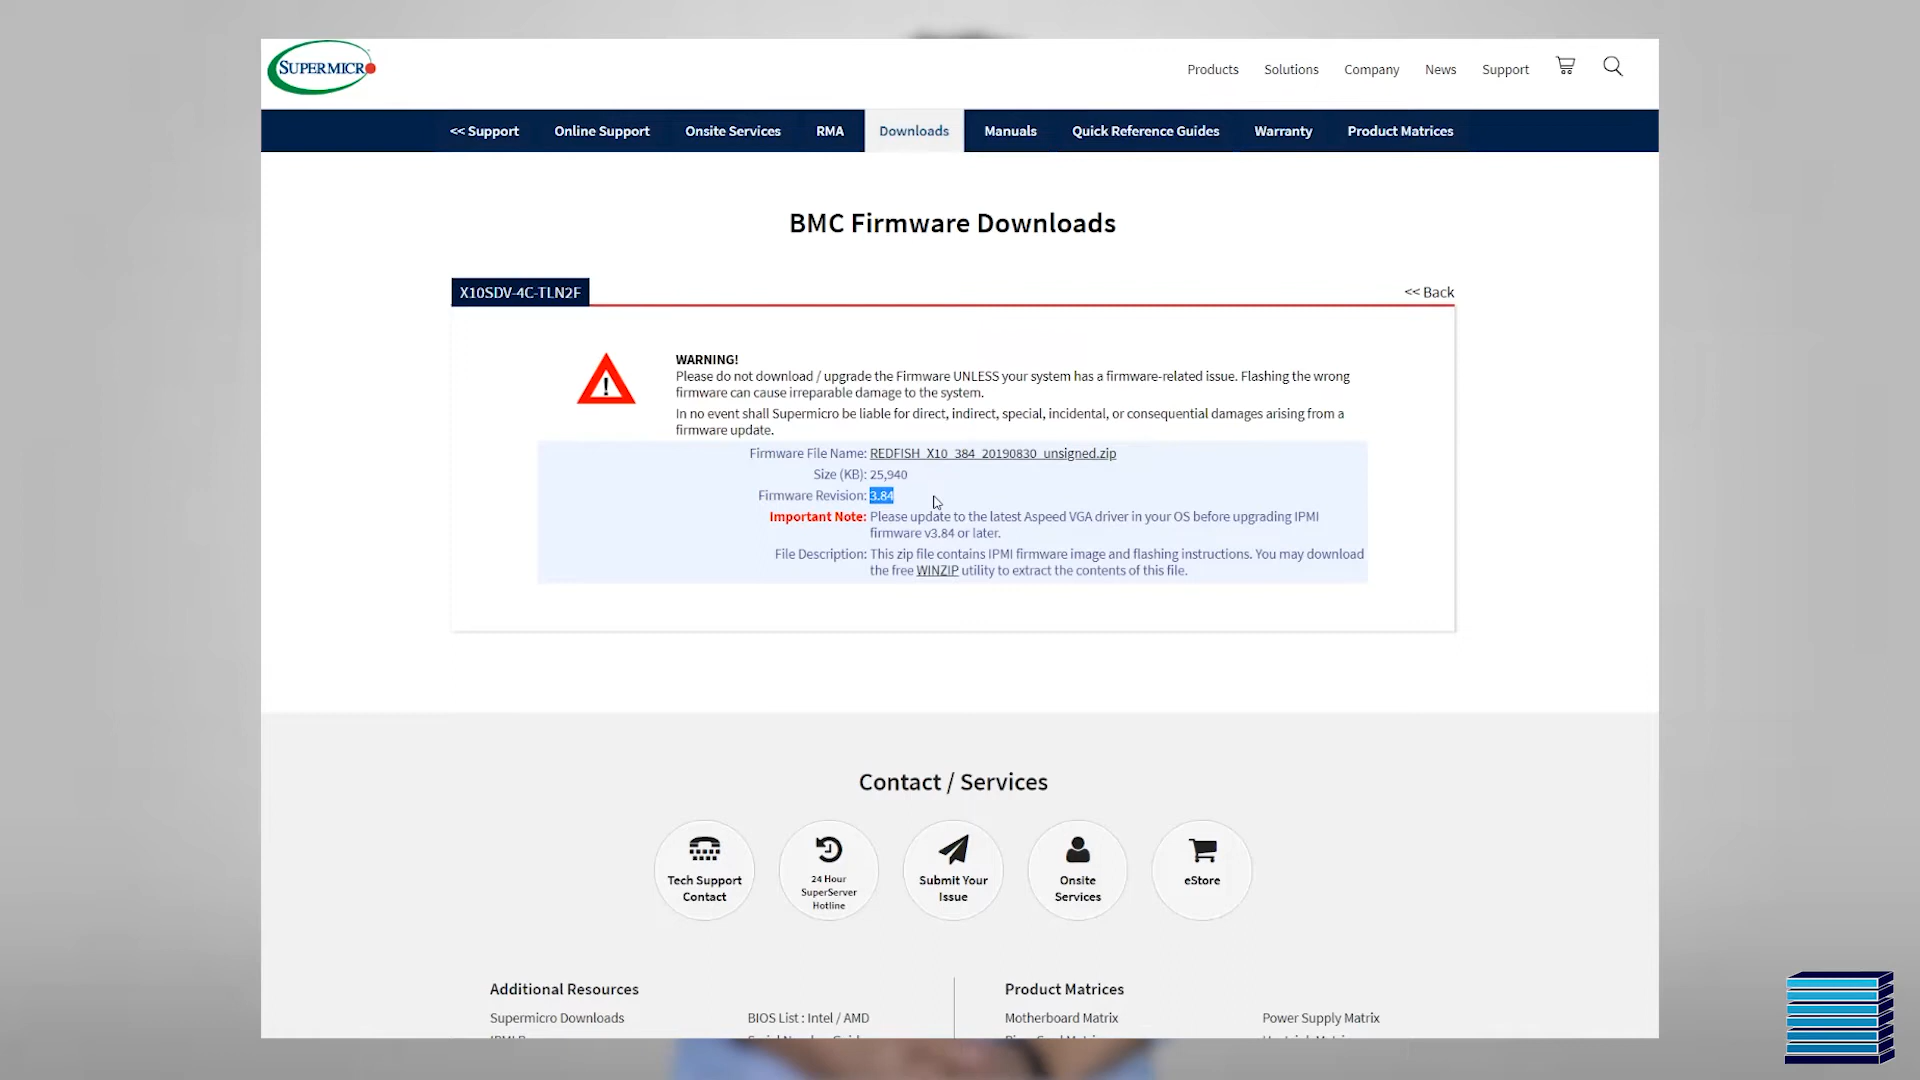 SUPERMICR
Products Solutions Company News Support
<< Support Online Support Onsite Services RMA Downloads Manuals Quick Reference Guides Warranty Product Matrices
BMC Firmware Downloads
X10SDV-4C-TLN2F
<< Back
WARNING!
Please do not download / upgrade the Firmware UNLESS your system has a firmware-related issue. Flashing the wrong
firmware can cause irreparable damage to the system.
In no event shall Supermicro be liable for direct, indirect, special, incidental, or consequential damages arising from a
firmware update.
Firmware File Name: REDFISH_X10_384_20190830_unsigned.zip
Size (KB): 25,940
Firmware Revision: 3.84
Important Note: Please update to the latest Aspeed VGA driver in your OS before upgrading IPMI
firmware v3.84 or later.
File Description: This zip file contains IPMI firmware image and flashing instructions. You may download
the free WINZIP utility to extract the contents of this file.
Contact / Services
Tech Support
Contact
24 Hour
SuperServer
Hotline
Submit Your
Issue
Onsite
Services
eStore
Additional Resources
Supermicro Downloads
BIOS List : Intel / AMD
Product Matrices
Motherboard Matrix
Power Supply Matrix